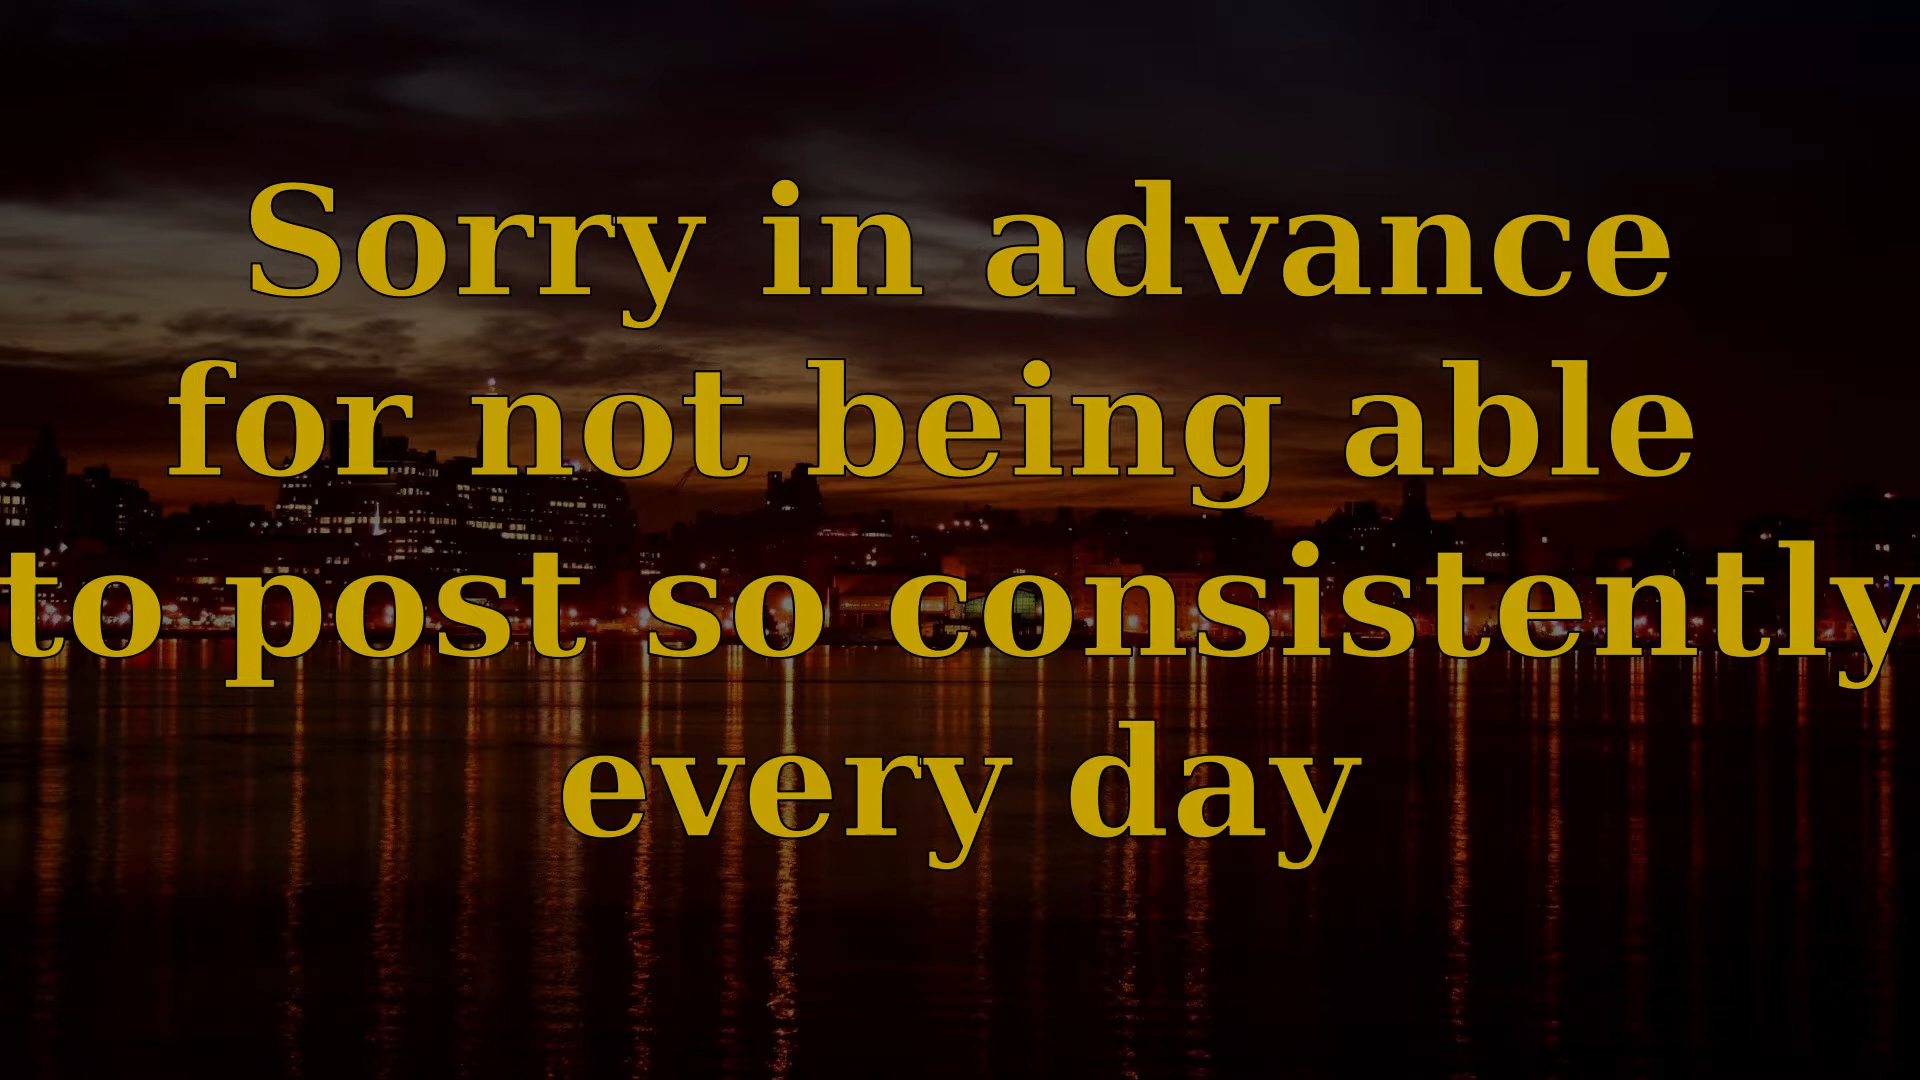 Sorry in advance
for not being able
to post so consistently
every day